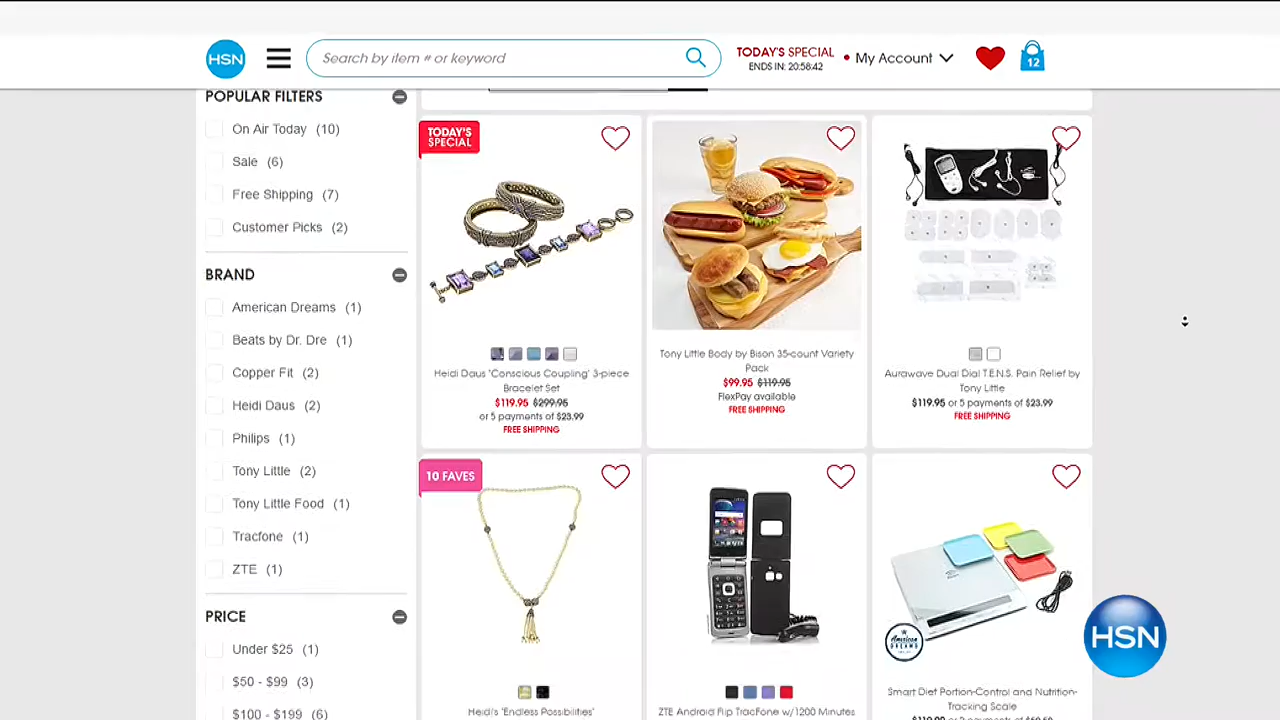 HSN
Search by item # or keyword
TODAY'S SPECIAL
ENDS IN: 20:58:42
My Account
12
POPULAR FILTERS
On Air Today (10)
Sale (6)
Free Shipping (7)
Customer Picks (2)
BRAND
American Dreams (1)
Beats by Dr. Dre (1)
Copper Fit (2)
Heidi Daus (2)
Philips (1)
Tony Little (2)
Tony Little Food (1)
Tracfone (1)
ZTE (1)
PRICE
Under $25 (1)
$50 - $99 (3)
$100 - $199 (6)
TODAY'S
SPECIAL
Heidi Daus "Conscious Coupling" 3-piece
Bracelet Set
$119.95 $299.95
or 5 payments of $23.99
FREE SHIPPING
Tony Little Body by Bison 35-count Variety
Pack
$99.95 $119.95
FlexPay available
FREE SHIPPING
Aurawave Dual Dial T.E.N.S. Pain Relief by
Tony Little
$119.95 or 5 payments of $23.99
FREE SHIPPING
10 FAVES
Heidi's "Endless Possibilities"
ZTE Android Flip TracFone w/1200 Minutes
American
DREAMS
Smart Diet Portion-Control and Nutrition-
Tracking Scale
HSN